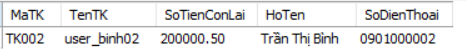 MaTK TenTK SoTienConLai HoTen SoDienThoai
TK002 user_binh02 200000.50 Trần Thị Bình 0901000002